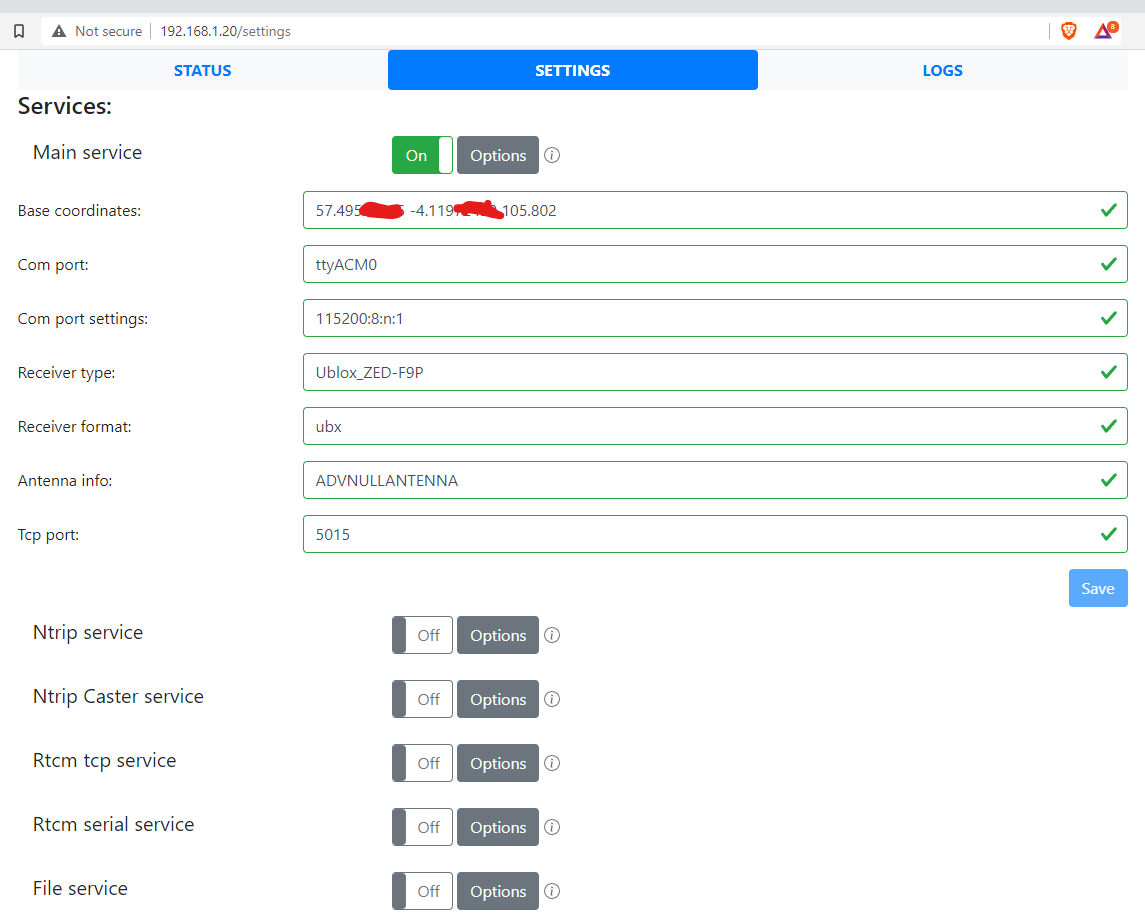 Not secure 192.168.1.20/settings 8
STATUS SETTINGS LOGS
Services:
Main service On Options
Base coordinates: 57.495 -4.119 105.802
Com port: ttyACM0
Com port settings: 115200:8:n:1
Receiver type: Ublox_ZED-F9P
Receiver format: ubx
Antenna info: ADVNULLANTENNA
Tcp port: 5015
Save
Ntrip service Off Options
Ntrip Caster service Off Options
Rtcm tcp service Off Options
Rtcm serial service Off Options
File service Off Options